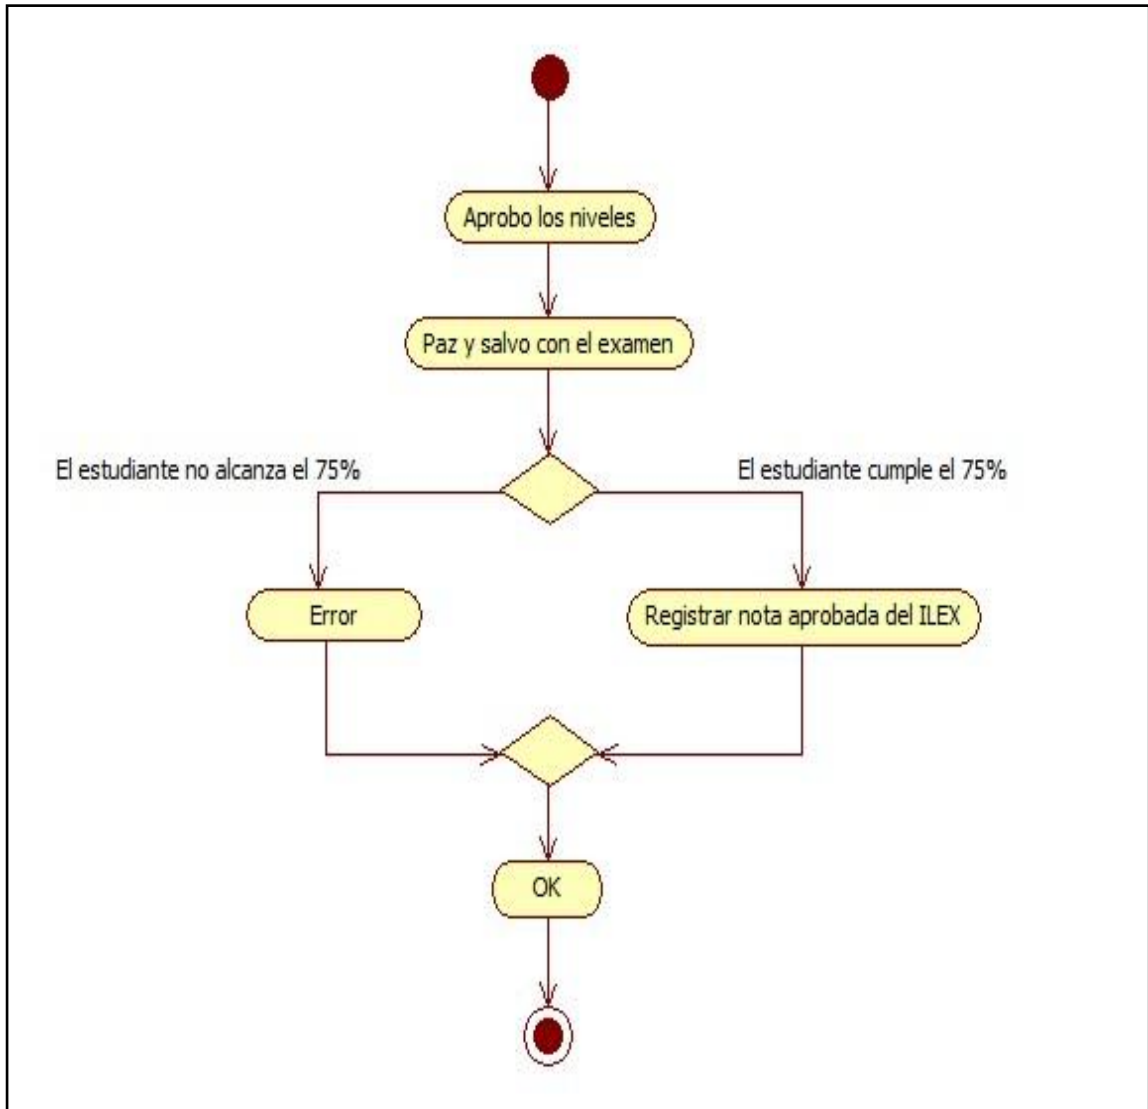 Aprobo los niveles
Paz y salvo con el examen
El estudiante no alcanza el 75%
El estudiante cumple el 75%
Error
Registrar nota aprobada del ILEX
OK